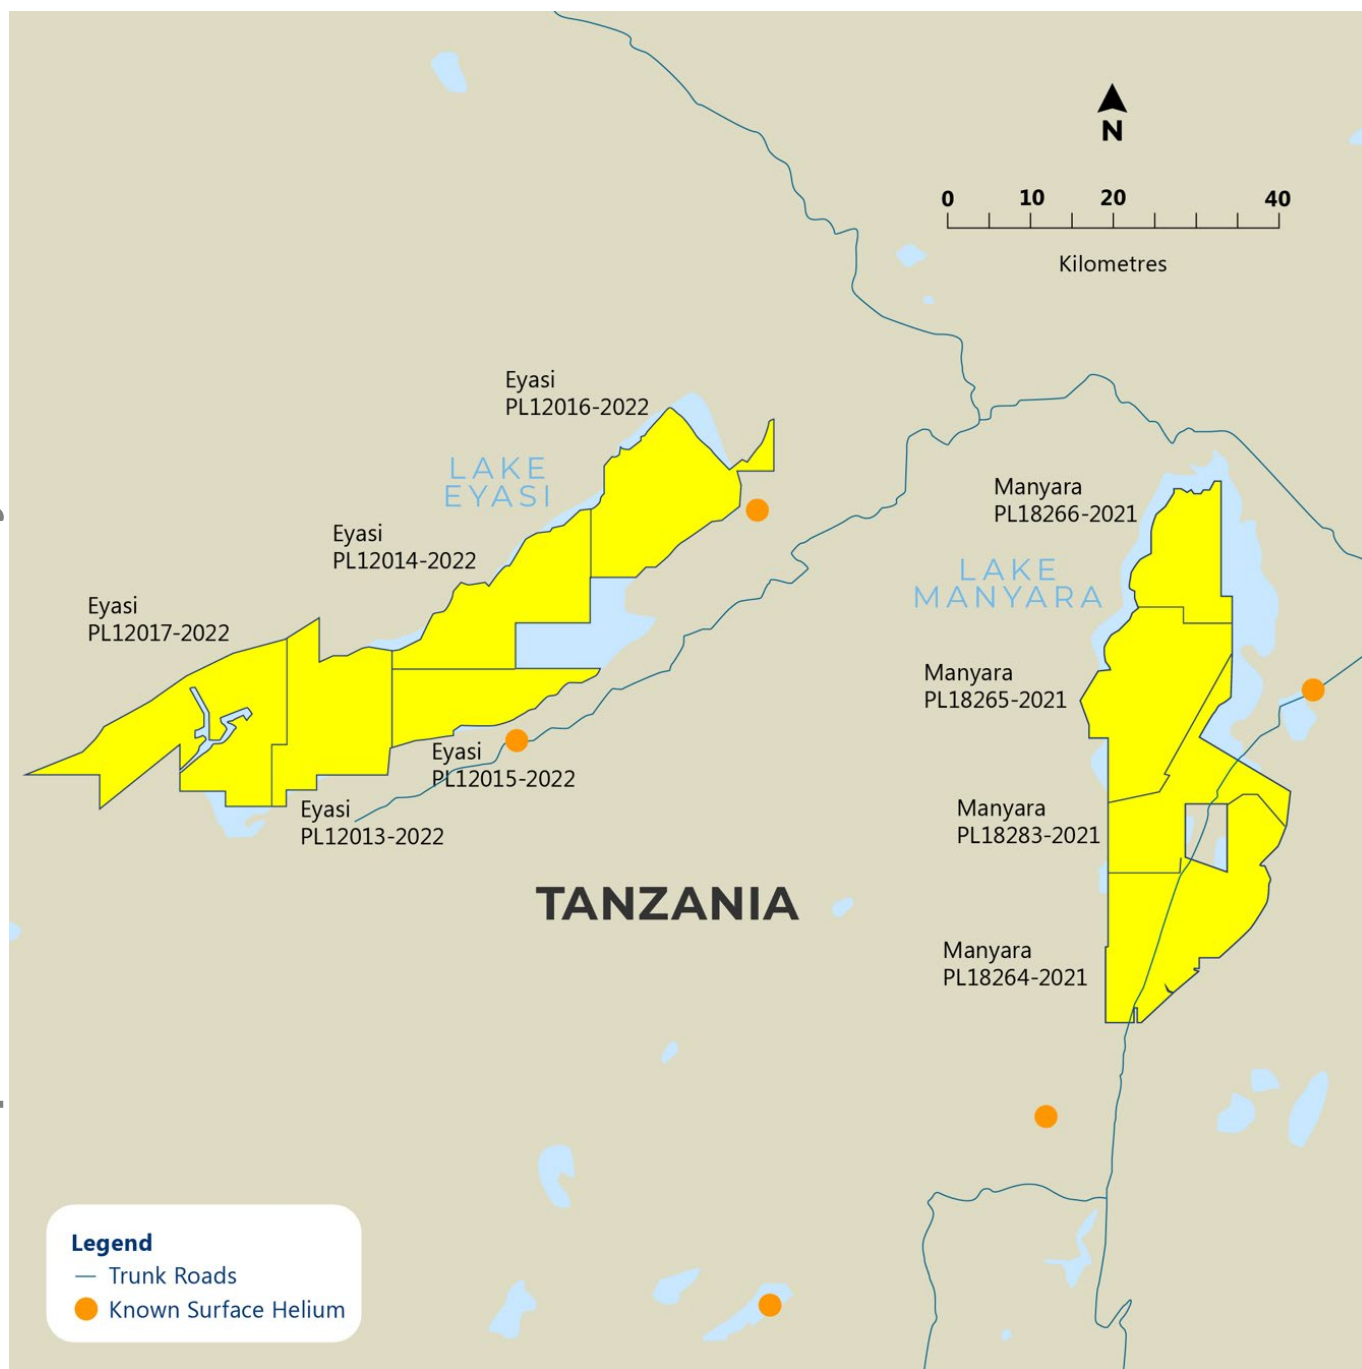 N
0 10 20 40
Kilometres
Eyasi
PL12016-2022
LAKE
EYASI
Manyara
PL18266-2021
Eyasi
PL12014-2022
LAKE
MANYARA
Eyasi
PL12017-2022
Manyara
PL18265-2021
Eyasi
PL12015-2022
Eyasi
PL12013-2022
Manyara
PL18283-2021
TANZANIA
Manyara
PL18264-2021
Legend
Trunk Roads
Known Surface Helium